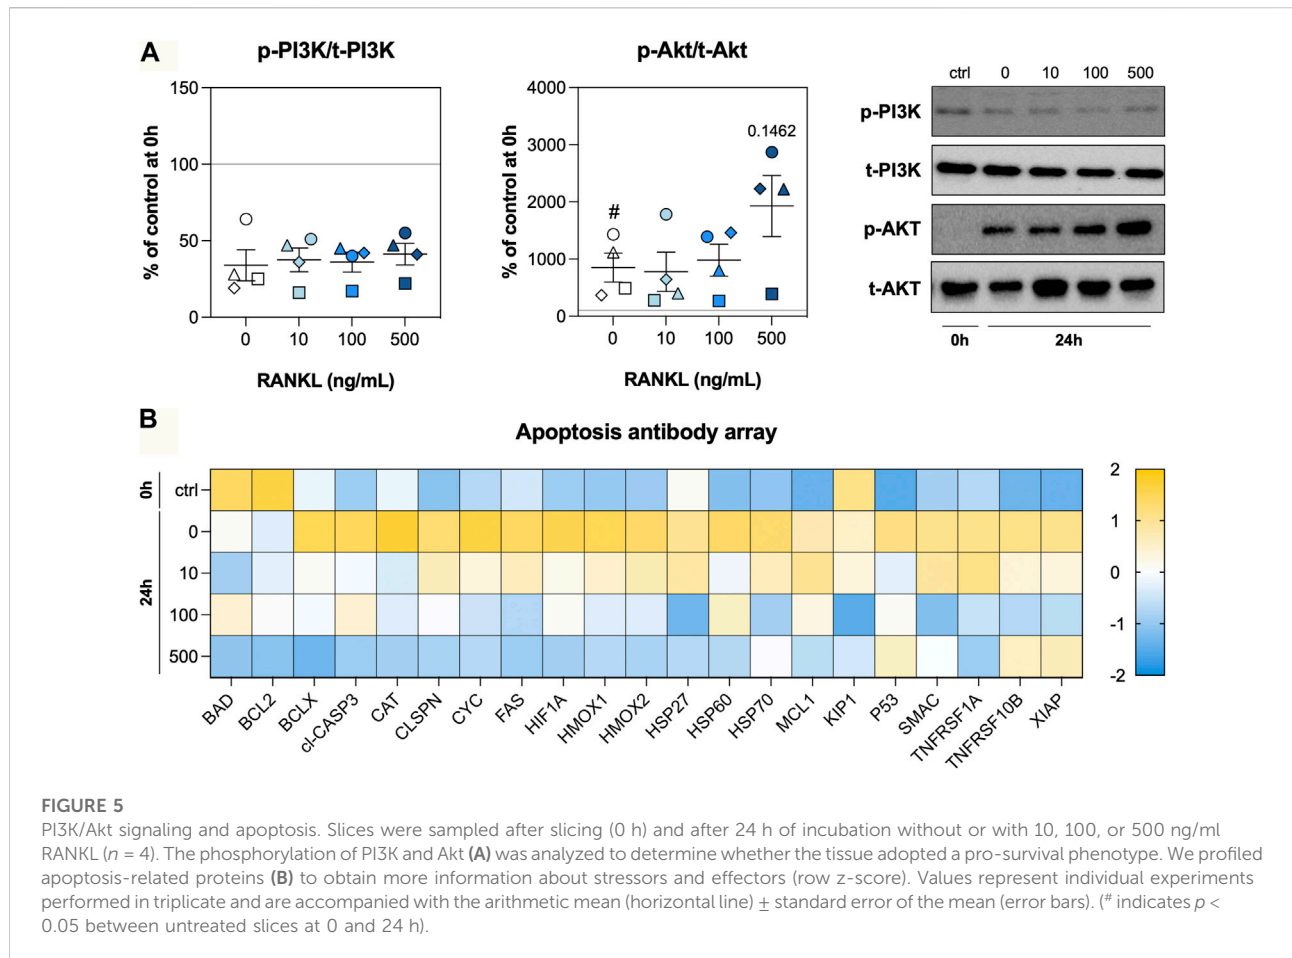 A
p-PI3K/t-PI3K
% of control at 0h
150
100
50
0
0 10 100 500
RANKL (ng/mL)
p-Akt/t-Akt
% of control at 0h
4000
3000
2000
1000
0
#
0.1462
0 10 100 500
RANKL (ng/mL)
ctrl 0 10 100 500
p-PI3K
t-PI3K
p-AKT
t-AKT
0h 24h
B
Apoptosis antibody array
0h
24h
ctrl
0
10
100
500
2
1
0
-1
-2
BAD BCL2 BCLX cl-CASP3 CAT CLSPN CYC FAS HIF1A HMOX1 HMOX2 HSP27 HSP60 HSP70 MCL1 KIP1 P53 SMAC TNFRSF1A TNFRSF10B XIAP
FIGURE 5
PI3K/Akt signaling and apoptosis. Slices were sampled after slicing (0 h) and after 24 h of incubation without or with 10, 100, or 500 ng/ml
RANKL (n = 4). The phosphorylation of PI3K and Akt (A) was analyzed to determine whether the tissue adopted a pro-survival phenotype. We profiled
apoptosis-related proteins (B) to obtain more information about stressors and effectors (row z-score). Values represent individual experiments
performed in triplicate and are accompanied with the arithmetic mean (horizontal line) ± standard error of the mean (error bars). (# indicates p <
0.05 between untreated slices at 0 and 24 h).